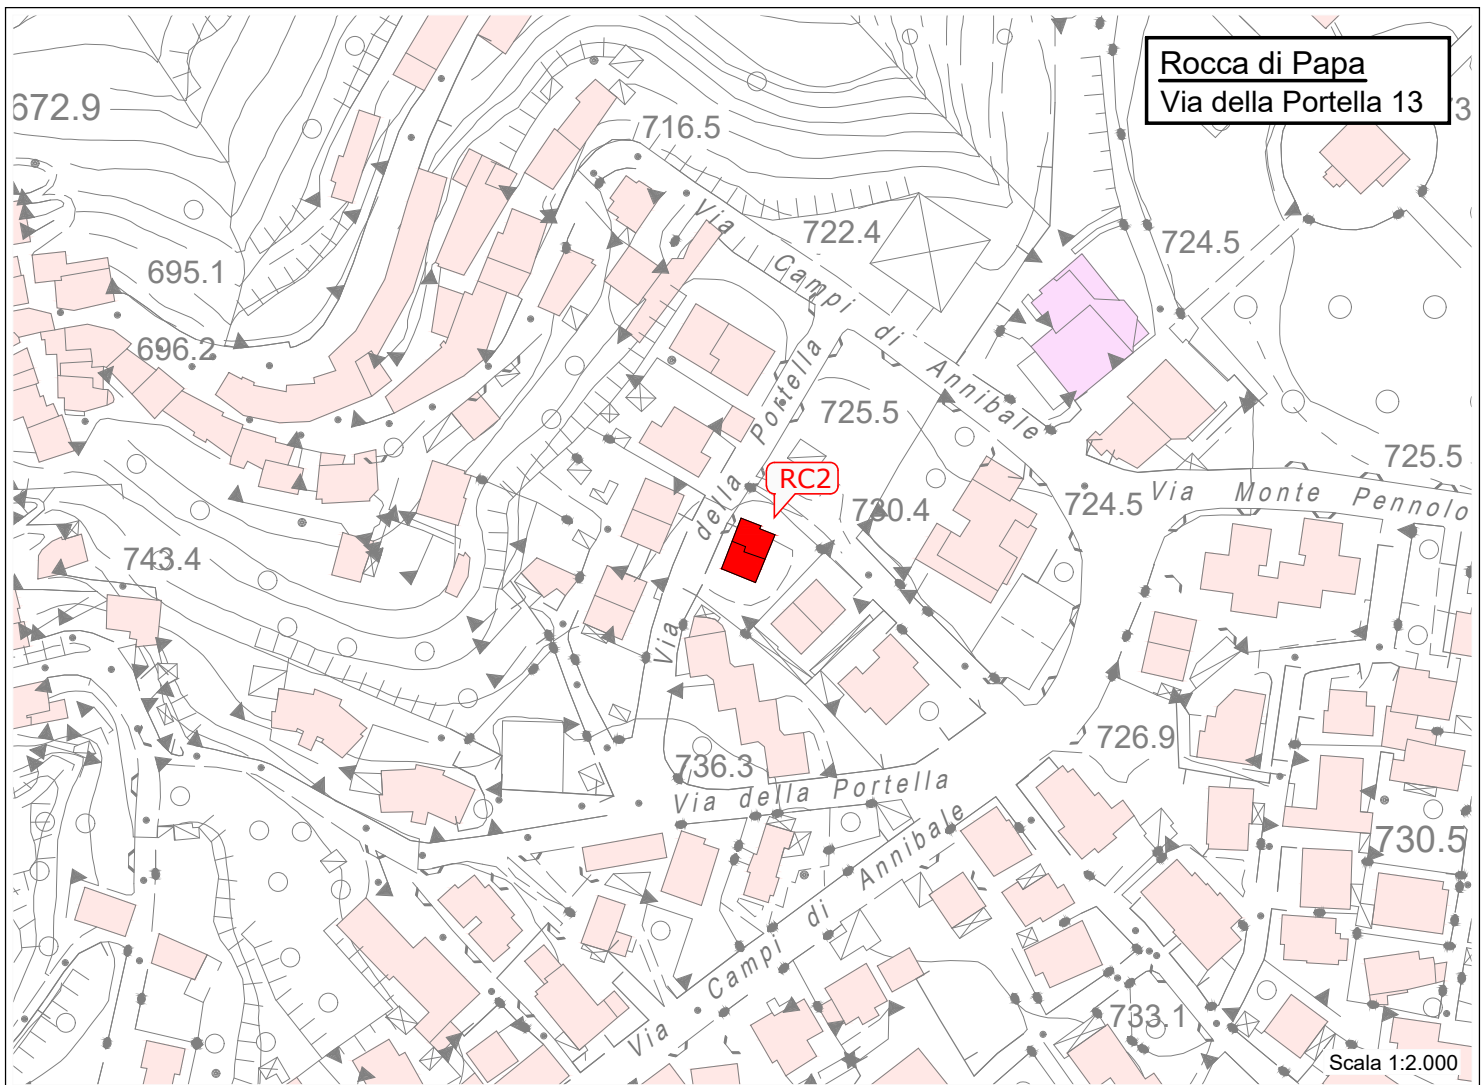 Rocca di Papa
Via della Portella 13
672.9
716.5
722.4
724.5
695.1
696.2
Via Campi di Annibale
Via della Portella
725.5
725.5
RC2
730.4
724.5
Via Monte Pennolo
743.4
726.9
736.3
Via della Portella
730.5
Via Campi di Annibale
733.1
Scala 1:2.000